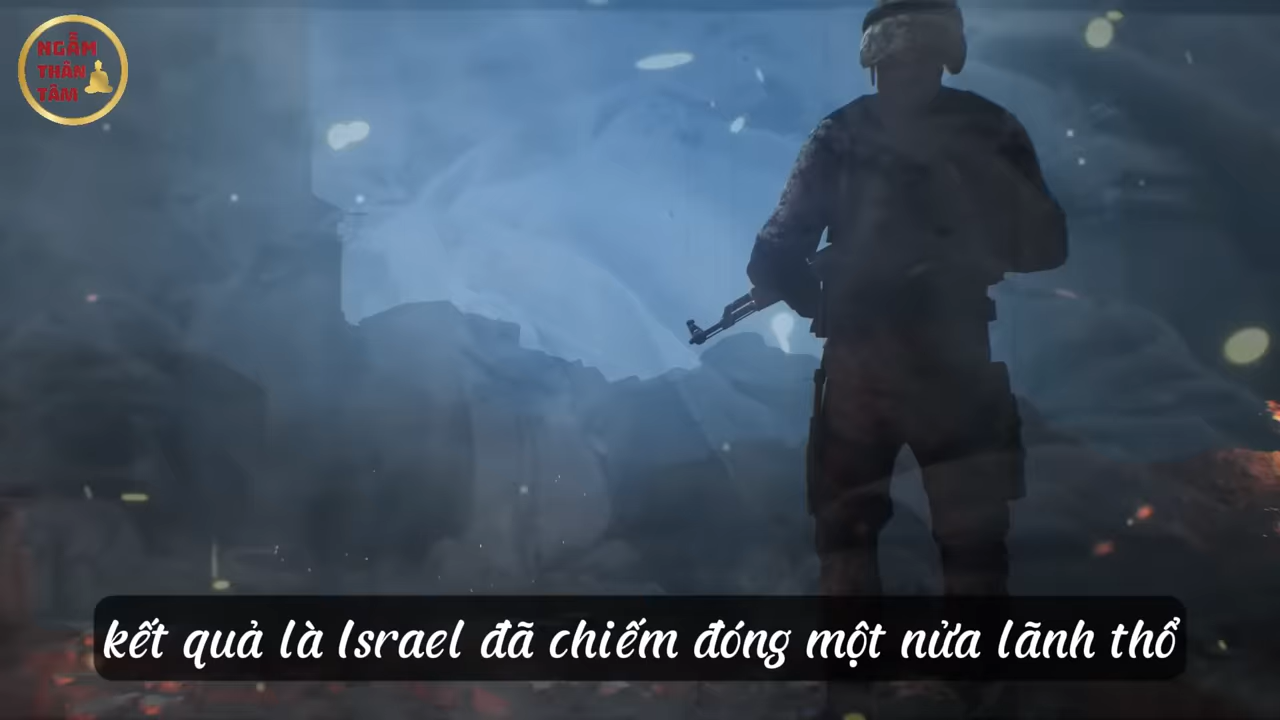 NGẪM
THÂN
TÂM
kết quả là Israel đã chiếm đóng một nửa lãnh thổ